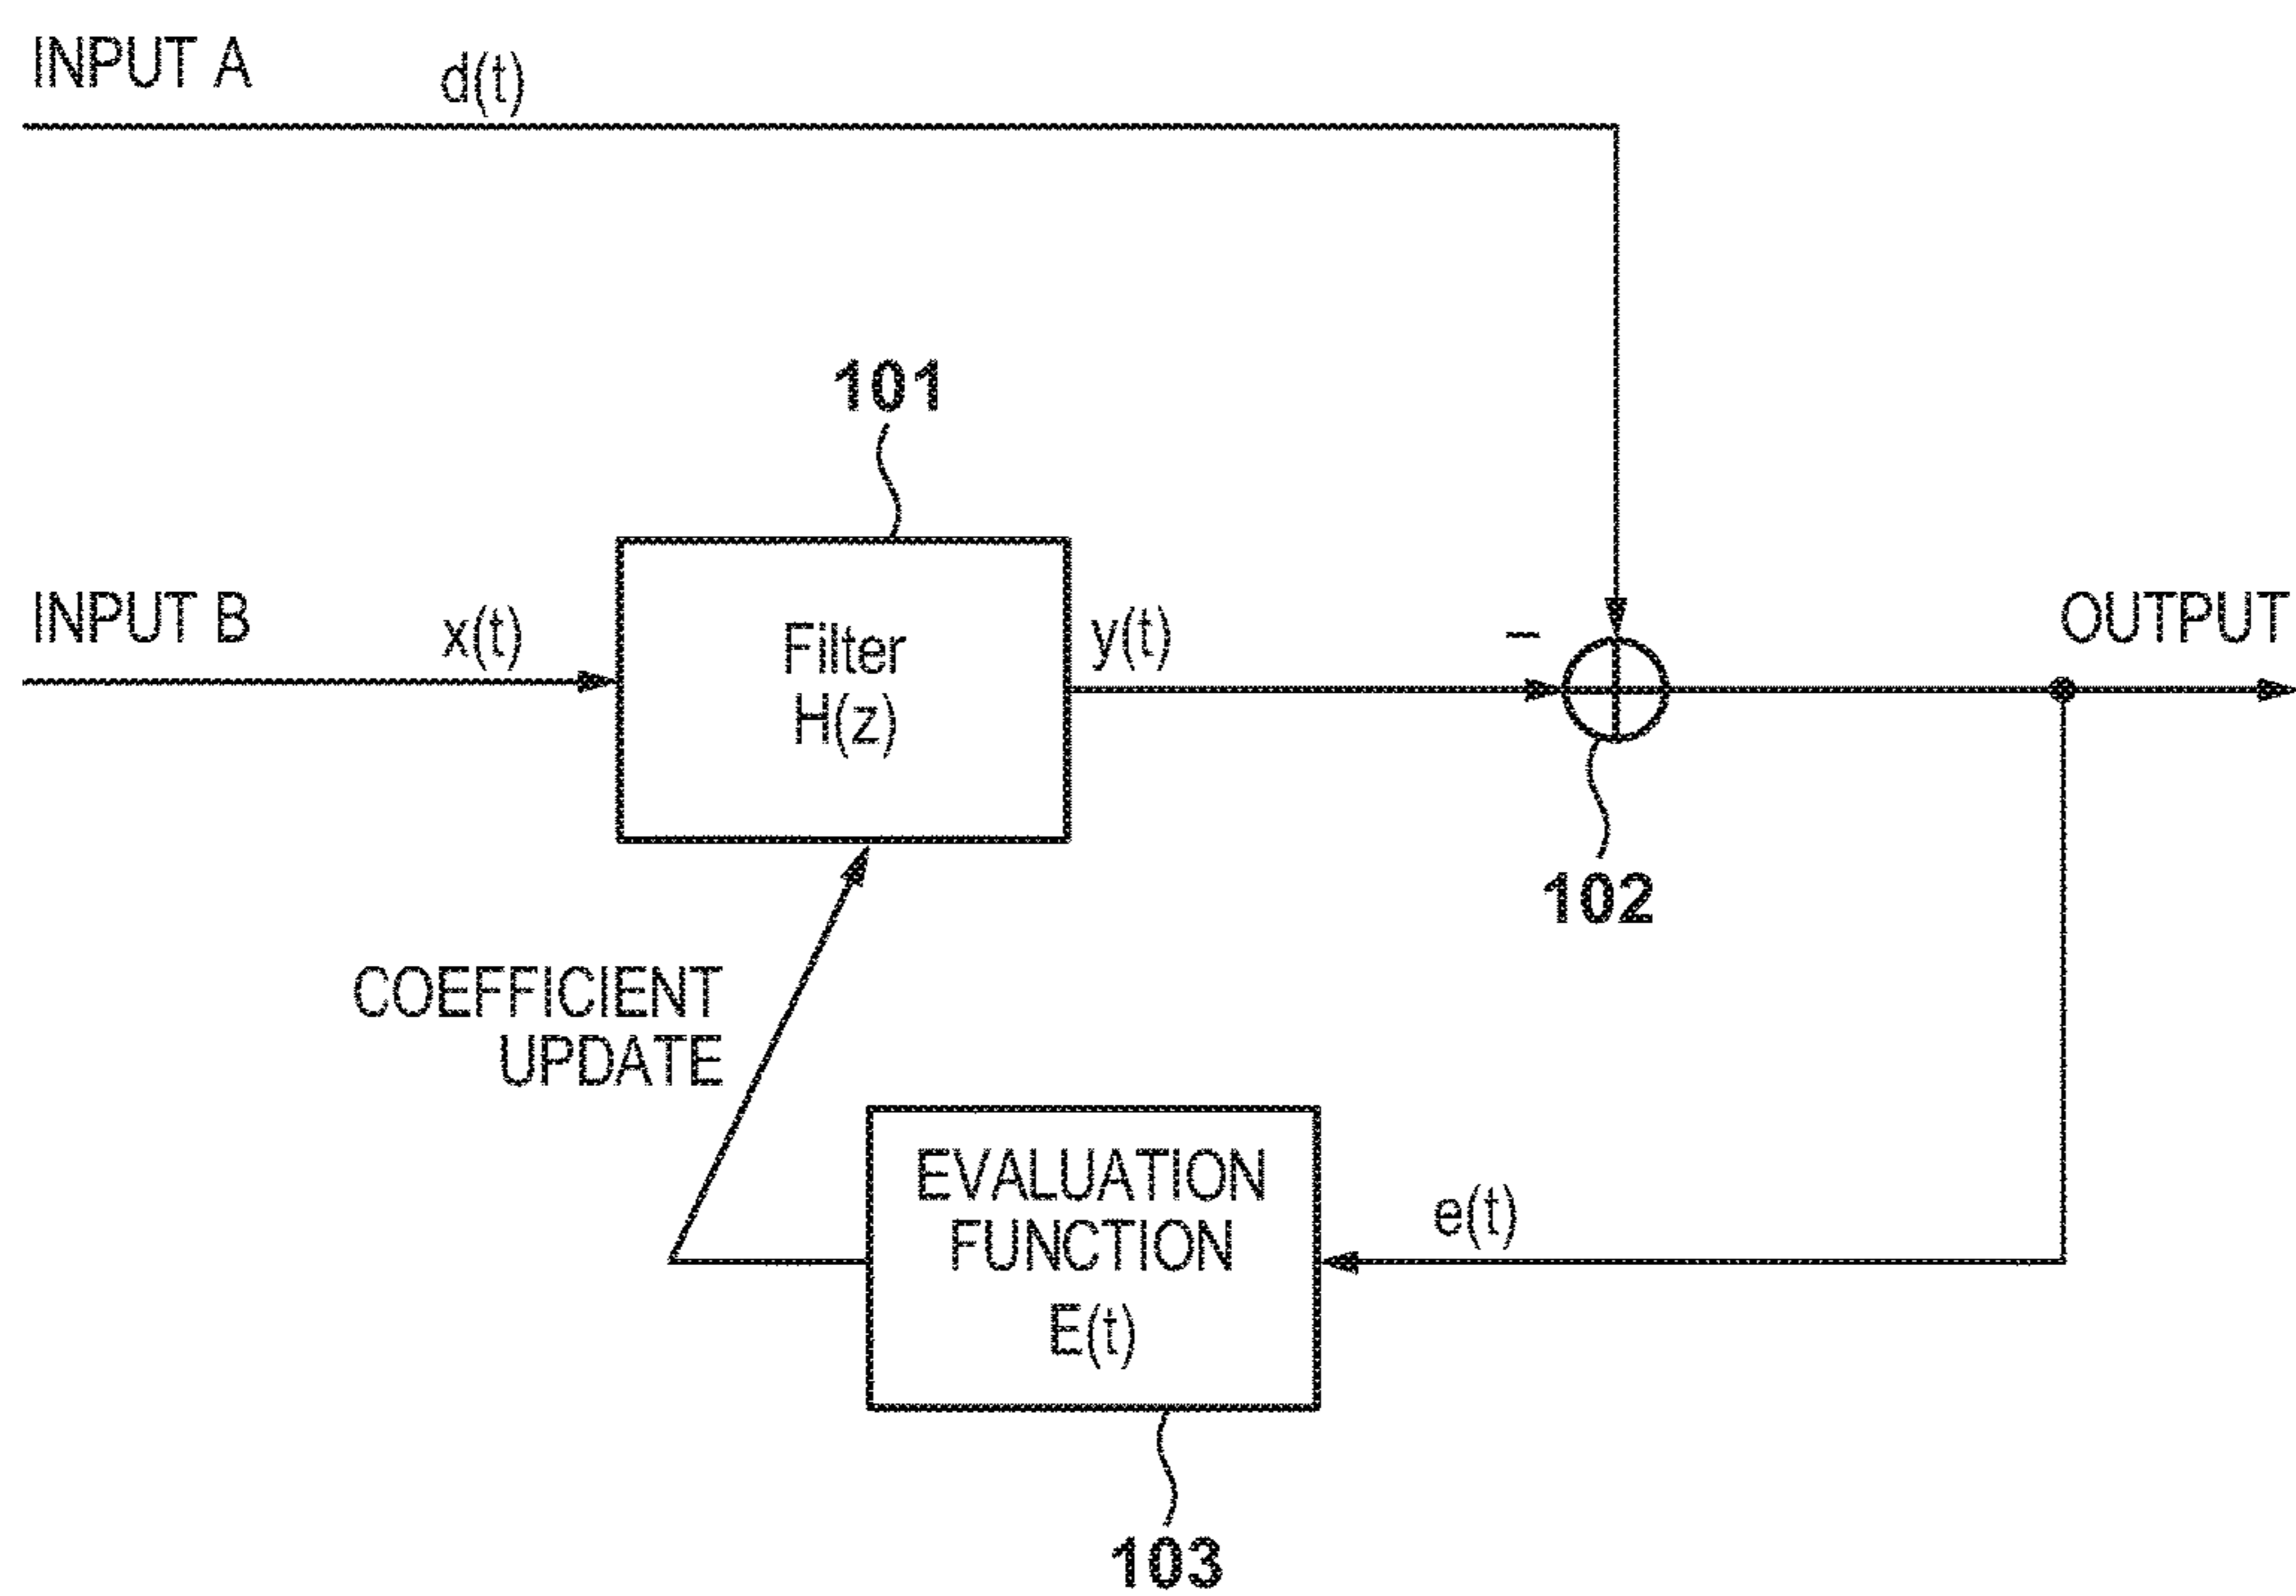 INPUT A
d(t)
101
INPUT B
x(t)
Filter
H(z)
y(t)
–
OUTPUT
102
COEFFICIENT
UPDATE
EVALUATION
FUNCTION
E(t)
e(t)
103